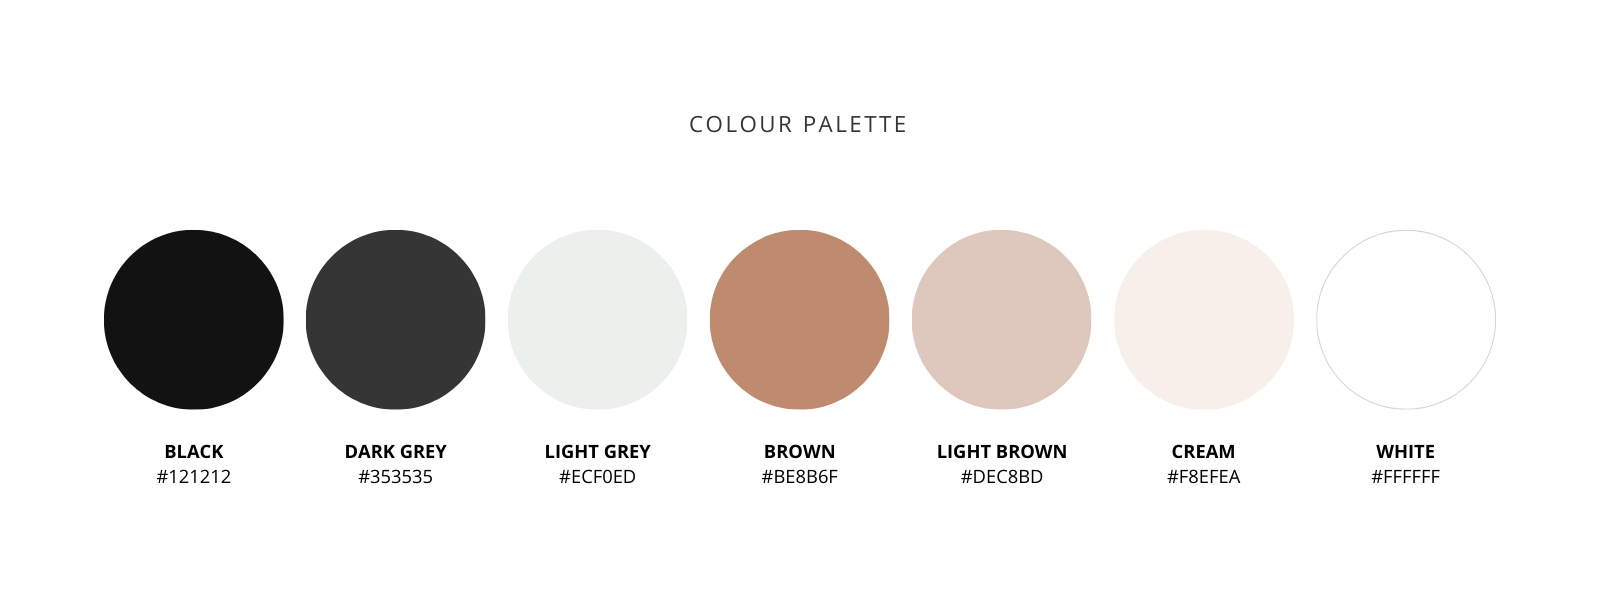 COLOUR PALETTE
BLACK
#121212
DARK GREY
#353535
LIGHT GREY
#ECF0ED
BROWN
#BE8B6F
LIGHT BROWN
#DEC8BD
CREAM
#F8EFEA
WHITE
#FFFFFF